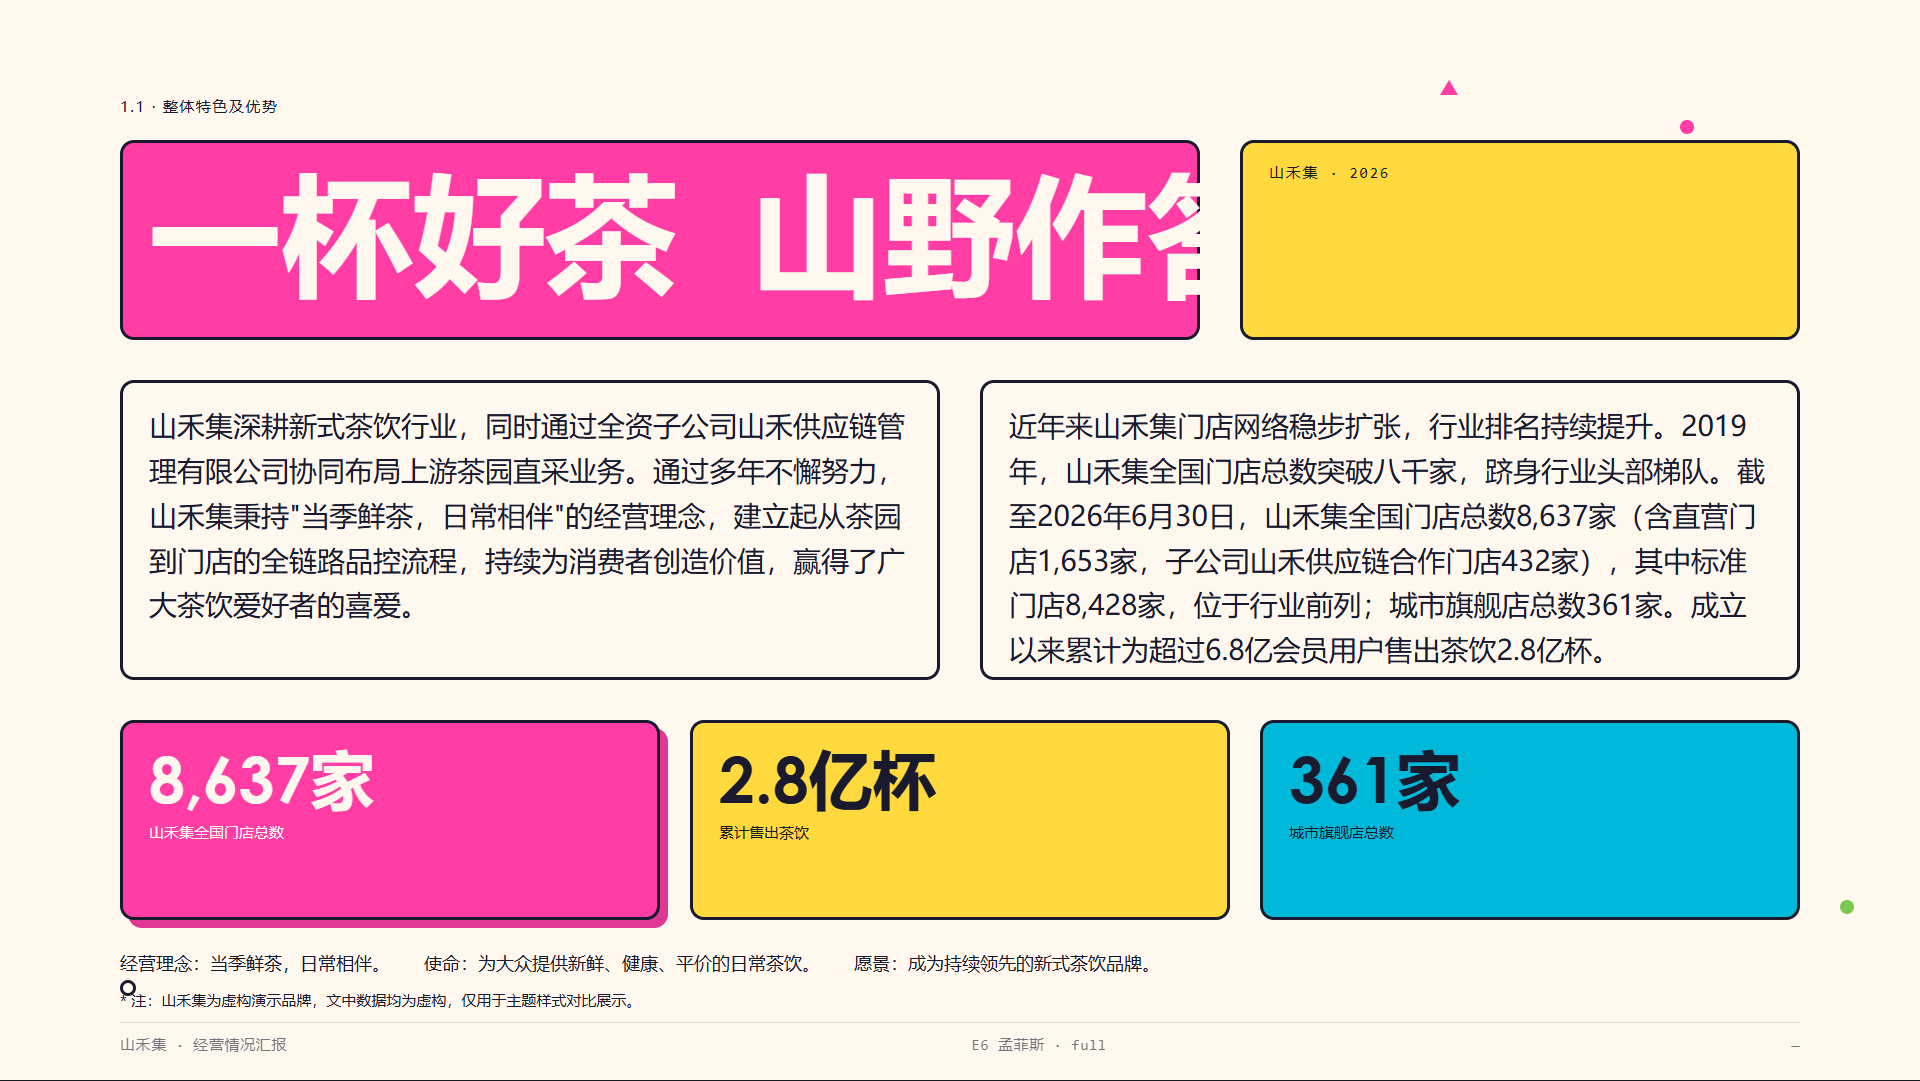 1.1 · 整体特色及优势
一杯好茶 山野作答
山禾集 · 2026
山禾集深耕新式茶饮行业，同时通过全资子公司山禾供应链管
理有限公司协同布局上游茶园直采业务。通过多年不懈努力，
山禾集秉持"当季鲜茶，日常相伴"的经营理念，建立起从茶园
到门店的全链路品控流程，持续为消费者创造价值，赢得了广
大茶饮爱好者的喜爱。
近年来山禾集门店网络稳步扩张，行业排名持续提升。2019
年，山禾集全国门店总数突破八千家，跻身行业头部梯队。截
至2026年6月30日，山禾集全国门店总数8,637家（含直营门
店1,653家，子公司山禾供应链合作门店432家），其中标准
门店8,428家，位于行业前列；城市旗舰店总数361家。成立
以来累计为超过6.8亿会员用户售出茶饮2.8亿杯。
8,637家
山禾集全国门店总数
2.8亿杯
累计售出茶饮
361家
城市旗舰店总数
经营理念：当季鲜茶，日常相伴。 使命：为大众提供新鲜、健康、平价的日常茶饮。 愿景：成为持续领先的新式茶饮品牌。
* 注：山禾集为虚构演示品牌，文中数据均为虚构，仅用于主题样式对比展示。
山禾集 · 经营情况汇报
E6 孟菲斯 · full
—